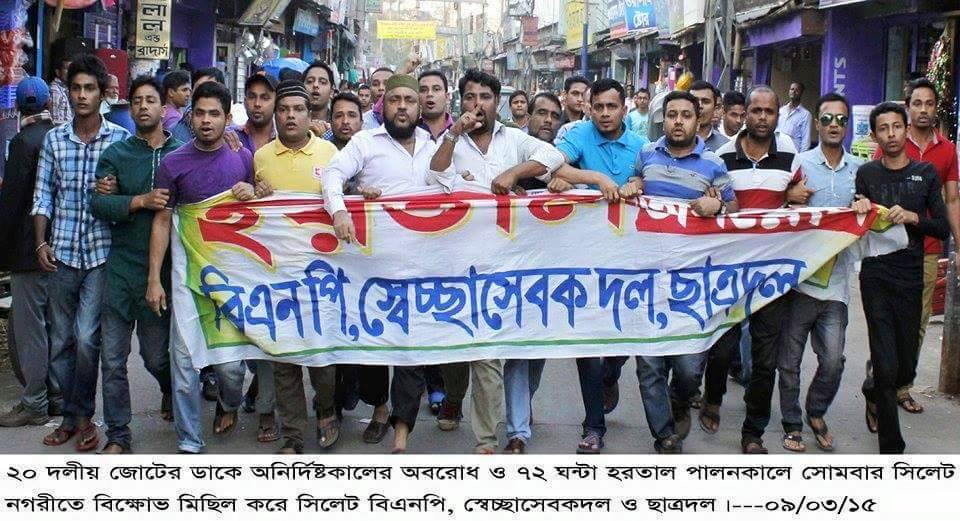 লাল
এন্ড
ব্রাদার্স
হরতাল
বিএনপি, স্বেচ্ছাসেবক দল, ছাত্রদল
২০ দলীয় জোটের ডাকে অনির্দিষ্টকালের অবরোধ ও ৭২ ঘন্টা হরতাল পালনকালে সোমবার সিলেট
নগরীতে বিক্ষোভ মিছিল করে সিলেট বিএনপি, স্বেচ্ছাসেবকদল ও ছাত্রদল।---০৯/০৩/১৫